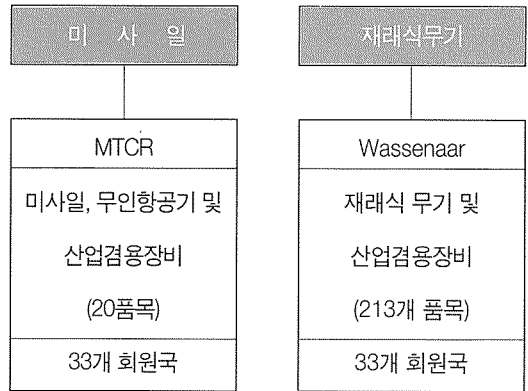 미 사 일
MTCR
미사일, 무인항공기 및
산업겸용장비
(20품목)
33개 회원국
재래식무기
Wassenaar
재래식 무기 및
산업겸용장비
(213개 품목)
33개 회원국